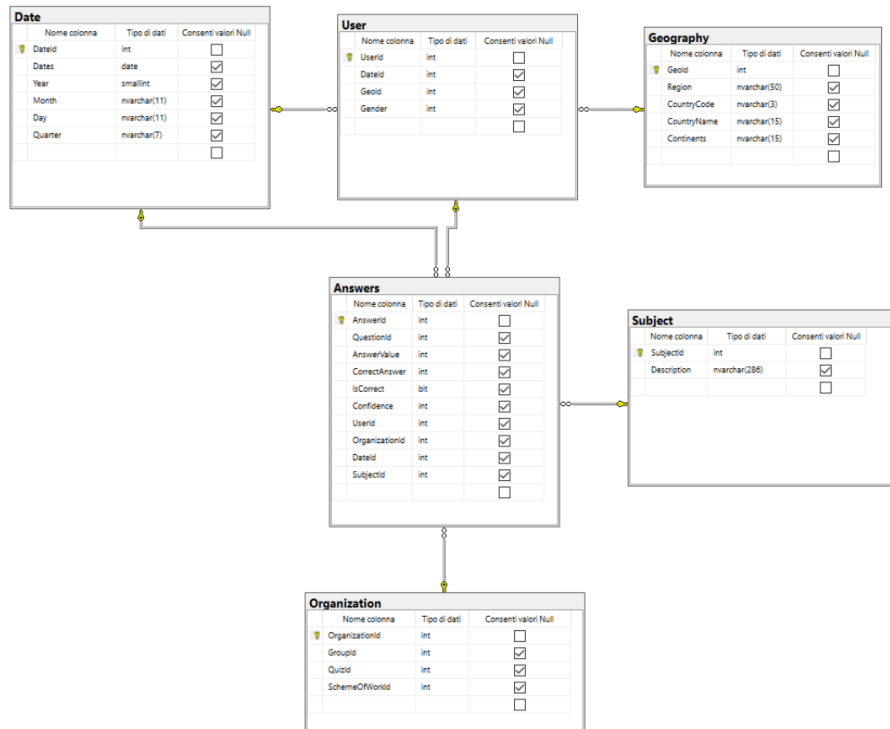 Date
Nome colonna Tipo di dati Consenti valori Null
DateId int
Dates date
Year smallint
Month nvarchar(11)
Day nvarchar(11)
Quarter nvarchar(7)
User
Nome colonna Tipo di dati Consenti valori Null
UserId int
DateId int
GeoId int
Gender int
Geography
Nome colonna Tipo di dati Consenti valori Null
GeoId int
Region nvarchar(50)
CountryCode nvarchar(3)
CountryName nvarchar(15)
Continents nvarchar(15)
Answers
Nome colonna Tipo di dati Consenti valori Null
AnswerId int
QuestionId int
AnswerValue int
CorrectAnswer int
IsCorrect bit
Confidence int
UserId int
OrganizationId int
DateId int
SubjectId int
Subject
Nome colonna Tipo di dati Consenti valori Null
SubjectId int
Description nvarchar(286)
Organization
Nome colonna Tipo di dati Consenti valori Null
OrganizationId int
GroupId int
QuizId int
SchemeOfWorkId int